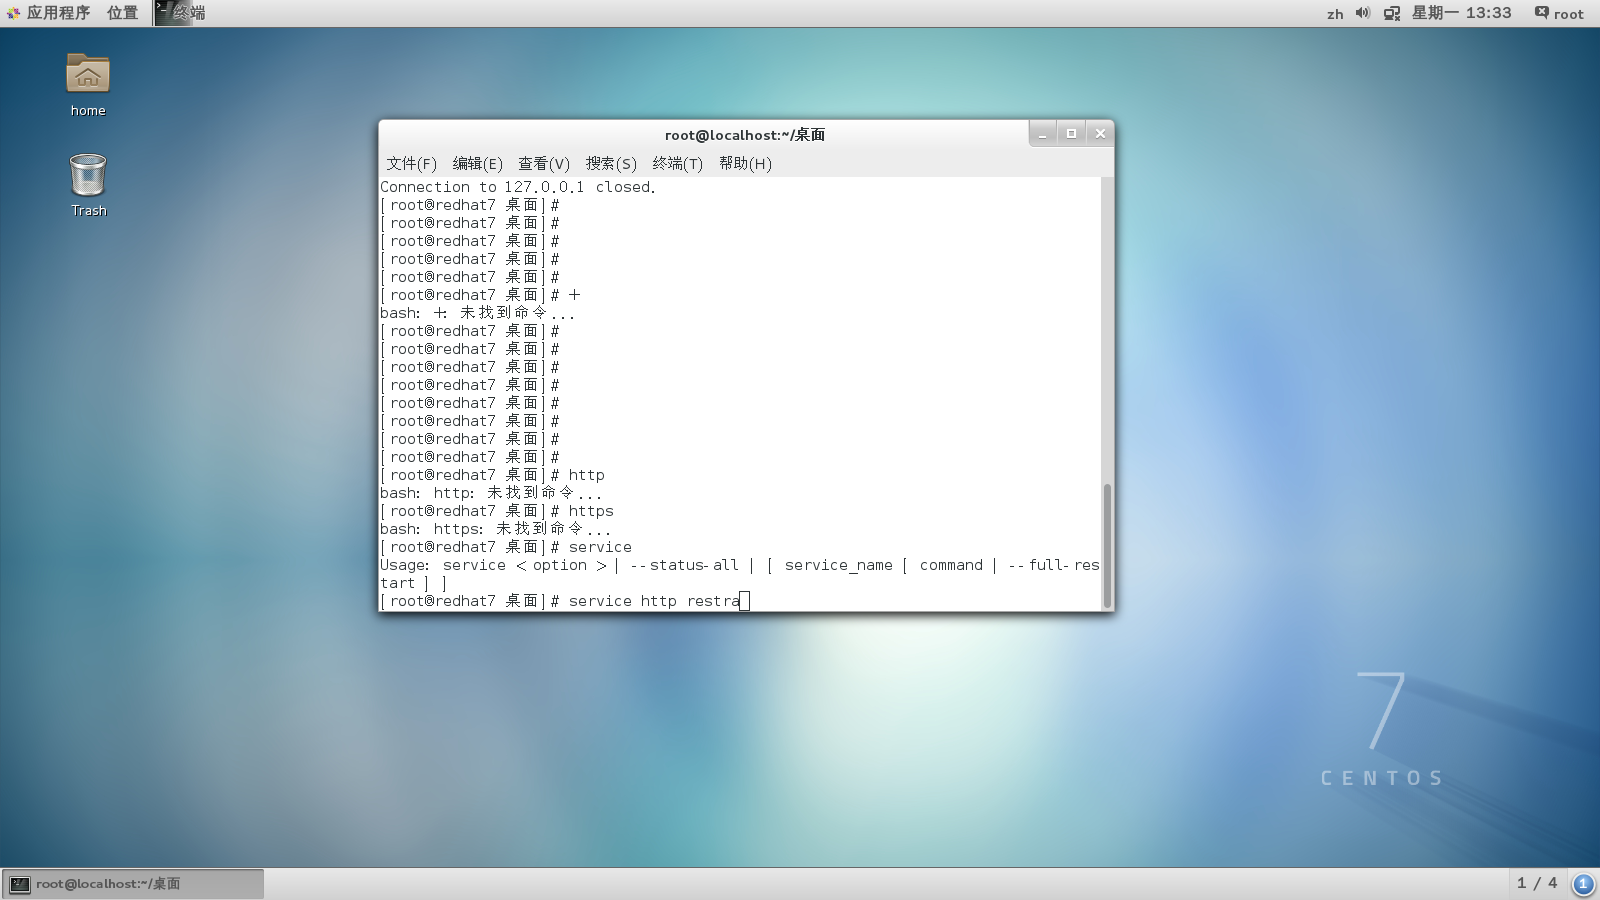 应用程序 位置 终端 zh 星期一 13:33 root
home
Trash
root@localhost:~/桌面
文件(F) 编辑(E) 查看(V) 搜索(S) 终端(T) 帮助(H)
Connection to 127.0.0.1 closed.
[root@redhat7 桌面]#
[root@redhat7 桌面]#
[root@redhat7 桌面]#
[root@redhat7 桌面]#
[root@redhat7 桌面]#
[root@redhat7 桌面]# 十
bash: 十: 未找到命令...
[root@redhat7 桌面]#
[root@redhat7 桌面]#
[root@redhat7 桌面]#
[root@redhat7 桌面]#
[root@redhat7 桌面]#
[root@redhat7 桌面]#
[root@redhat7 桌面]#
[root@redhat7 桌面]#
[root@redhat7 桌面]# http
bash: http: 未找到命令...
[root@redhat7 桌面]# https
bash: https: 未找到命令...
[root@redhat7 桌面]# service
Usage: service < option > | --status-all | [ service_name [ command | --full-res
tart ] ]
[root@redhat7 桌面]# service http restra
7
CENTOS
root@localhost:~/桌面 1 / 4 1